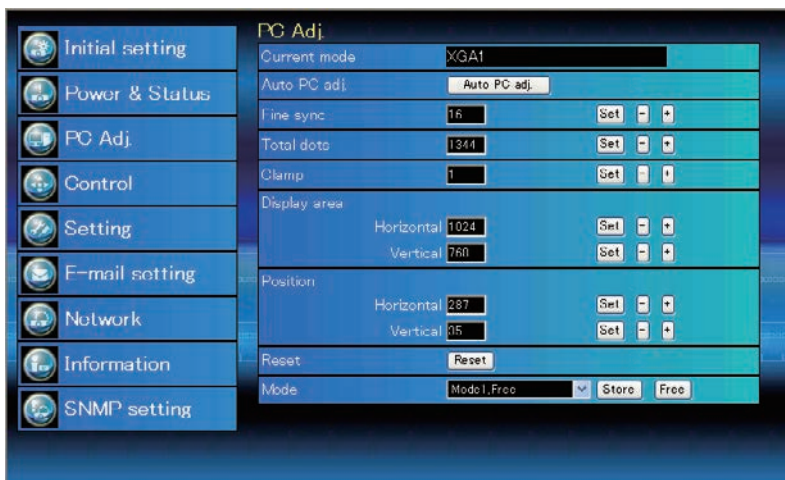 Initial setting
Power & Status
PC Adj.
Control
Setting
E-mail setting
Network
Information
SNMP setting
PC Adj.
Current mode XGA1
Auto PC adj. Auto PC adj.
Fine sync 16 Set - +
Total dots 1344 Set - +
Clamp 1 Set - +
Display area
Horizontal 1024 Set - +
Vertical 768 Set - +
Position
Horizontal 287 Set - +
Vertical 35 Set - +
Reset Reset
Mode Mode1,Free Store Free